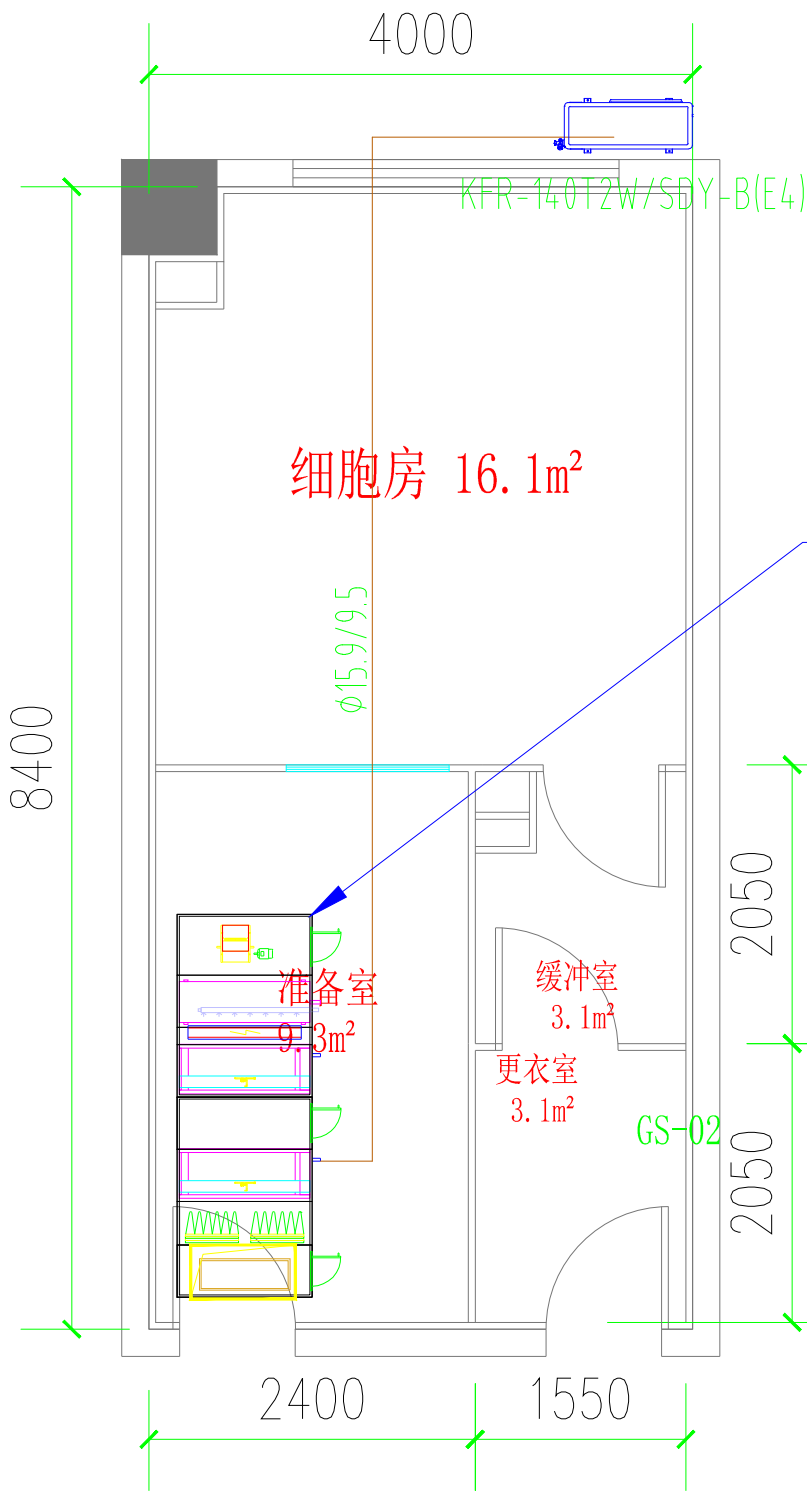 4000
KFR-140T2W/SDY-B(E4)
细胞房 16.1m²
ϕ15.9/9.5
8400
2050
准备室
9.3m²
缓冲室
3.1m²
更衣室
3.1m²
GS-02
2050
2400
1550